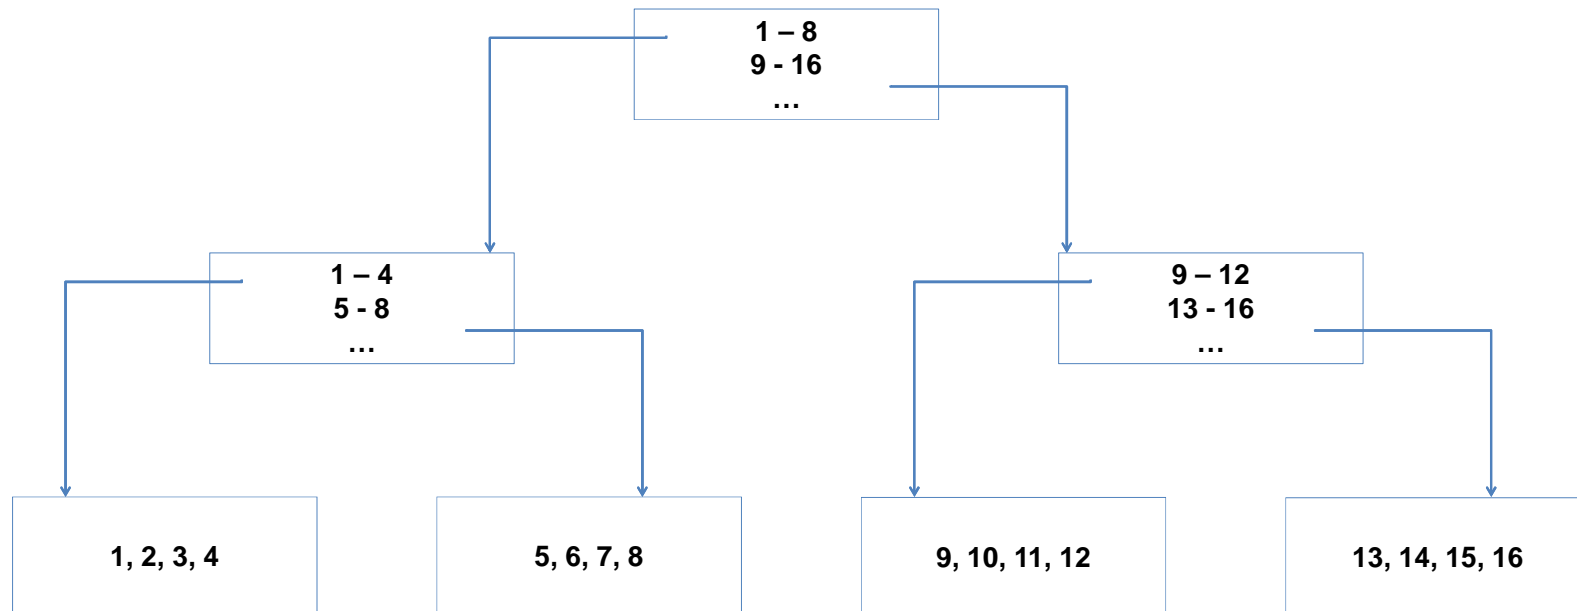 1 – 8
9 - 16
...
1 – 4
5 - 8
...
9 – 12
13 - 16
...
1, 2, 3, 4
5, 6, 7, 8
9, 10, 11, 12
13, 14, 15, 16